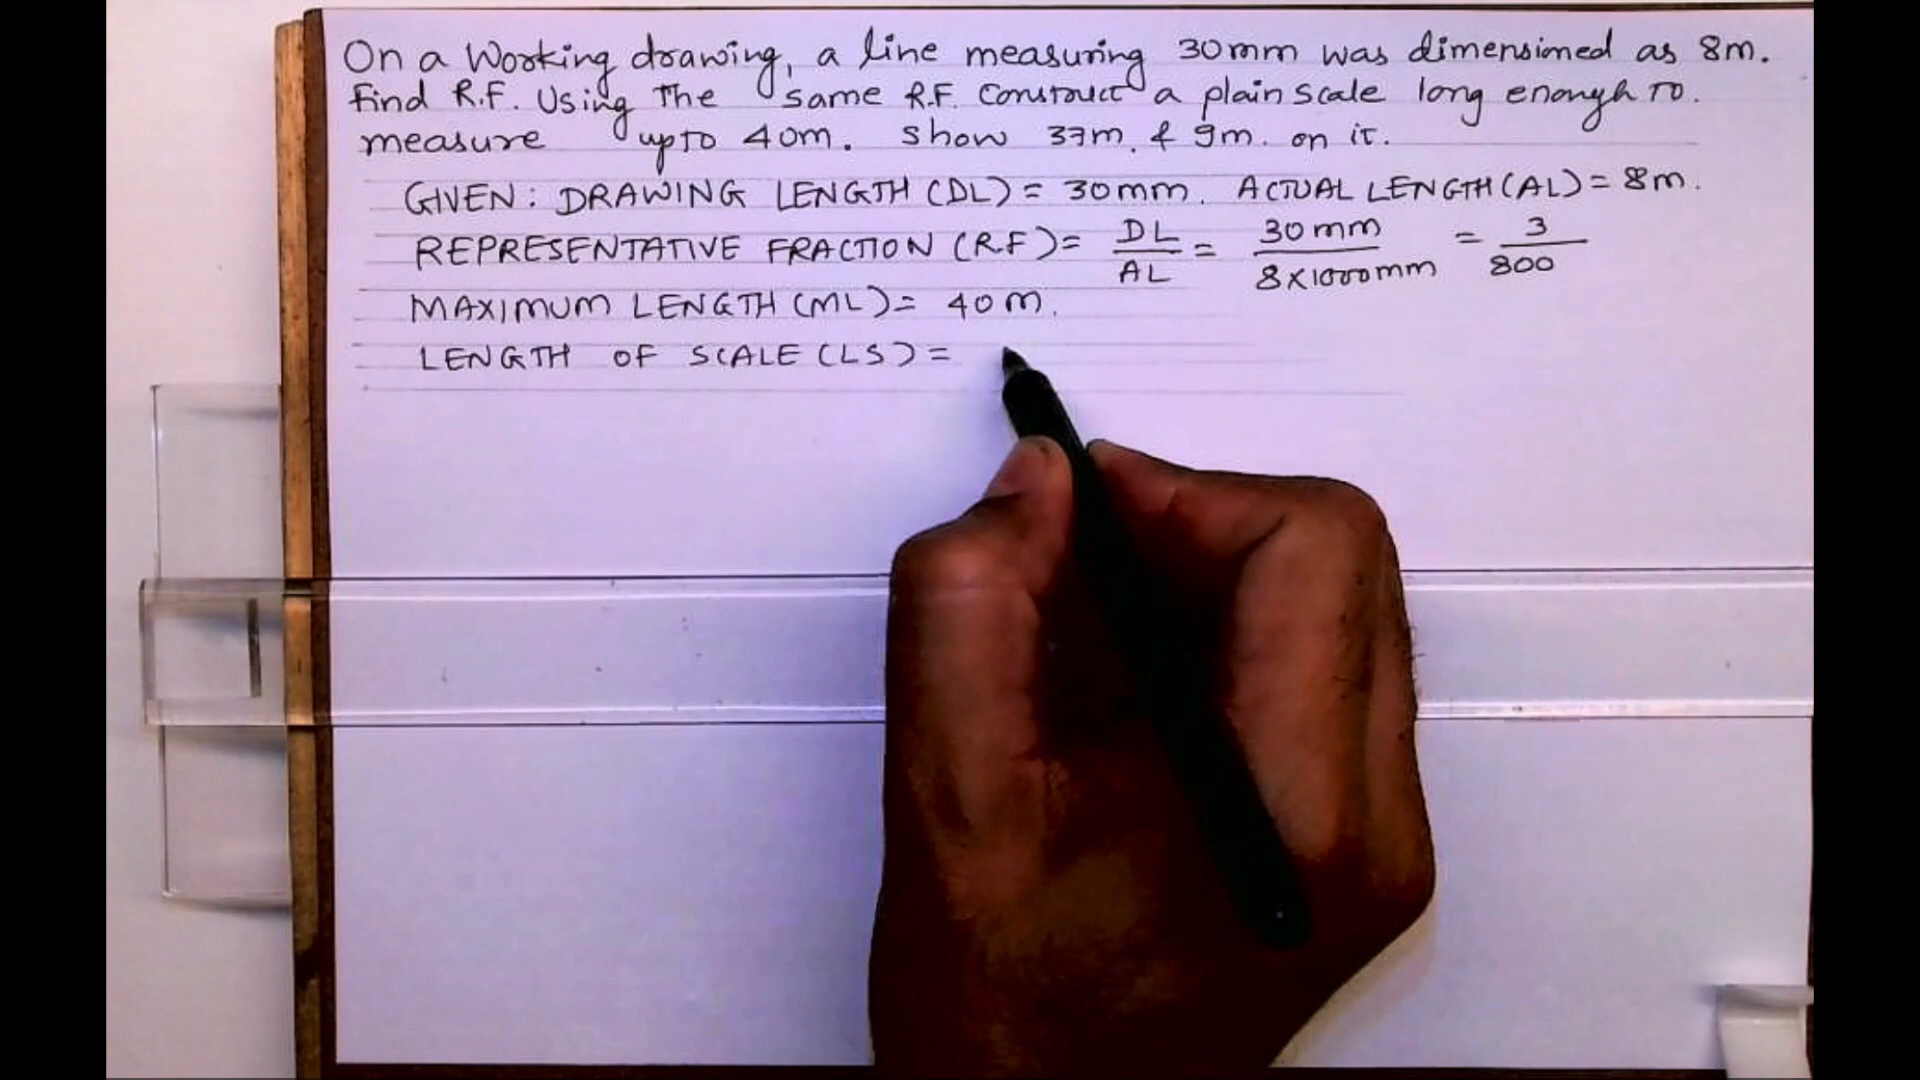 On a Working drawing, a line measuring 30mm was dimensioned as 8m.
Find R.F. Using The same R.F. Construct a plain scale long enough To.
measure upto 40m. Show 37m. & 9m. on it.
GIVEN: DRAWING LENGTH (DL) = 30mm. ACTUAL LENGTH (AL) = 8m.
REPRESENTATIVE FRACTION (R.F) = DL/AL = 30mm/8x1000mm = 3/800
MAXIMUM LENGTH (ML) = 40m.
LENGTH OF SCALE (LS) =